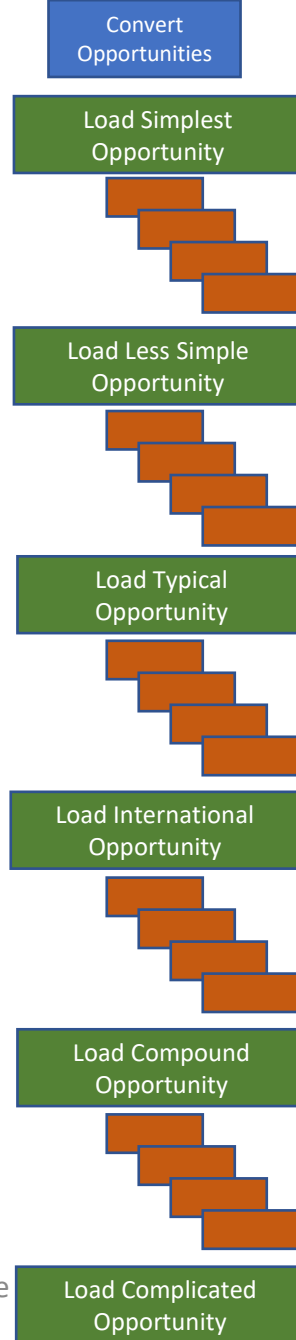 Convert
Opportunities
Load Simplest
Opportunity
Load Less Simple
Opportunity
Load Typical
Opportunity
Load International
Opportunity
Load Compound
Opportunity
e
Load Complicated
Opportunity